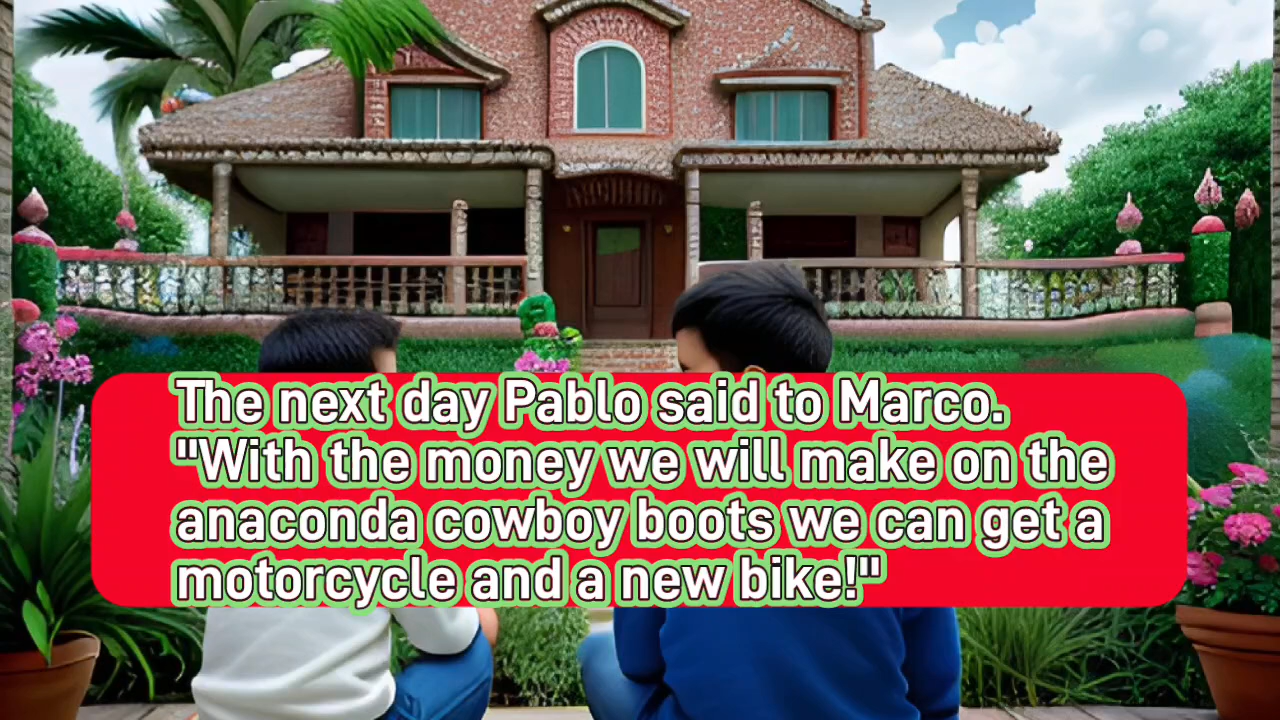 The next day Pablo said to Marco.
"With the money we will make on the
anaconda cowboy boots we can get a
motorcycle and a new bike!"